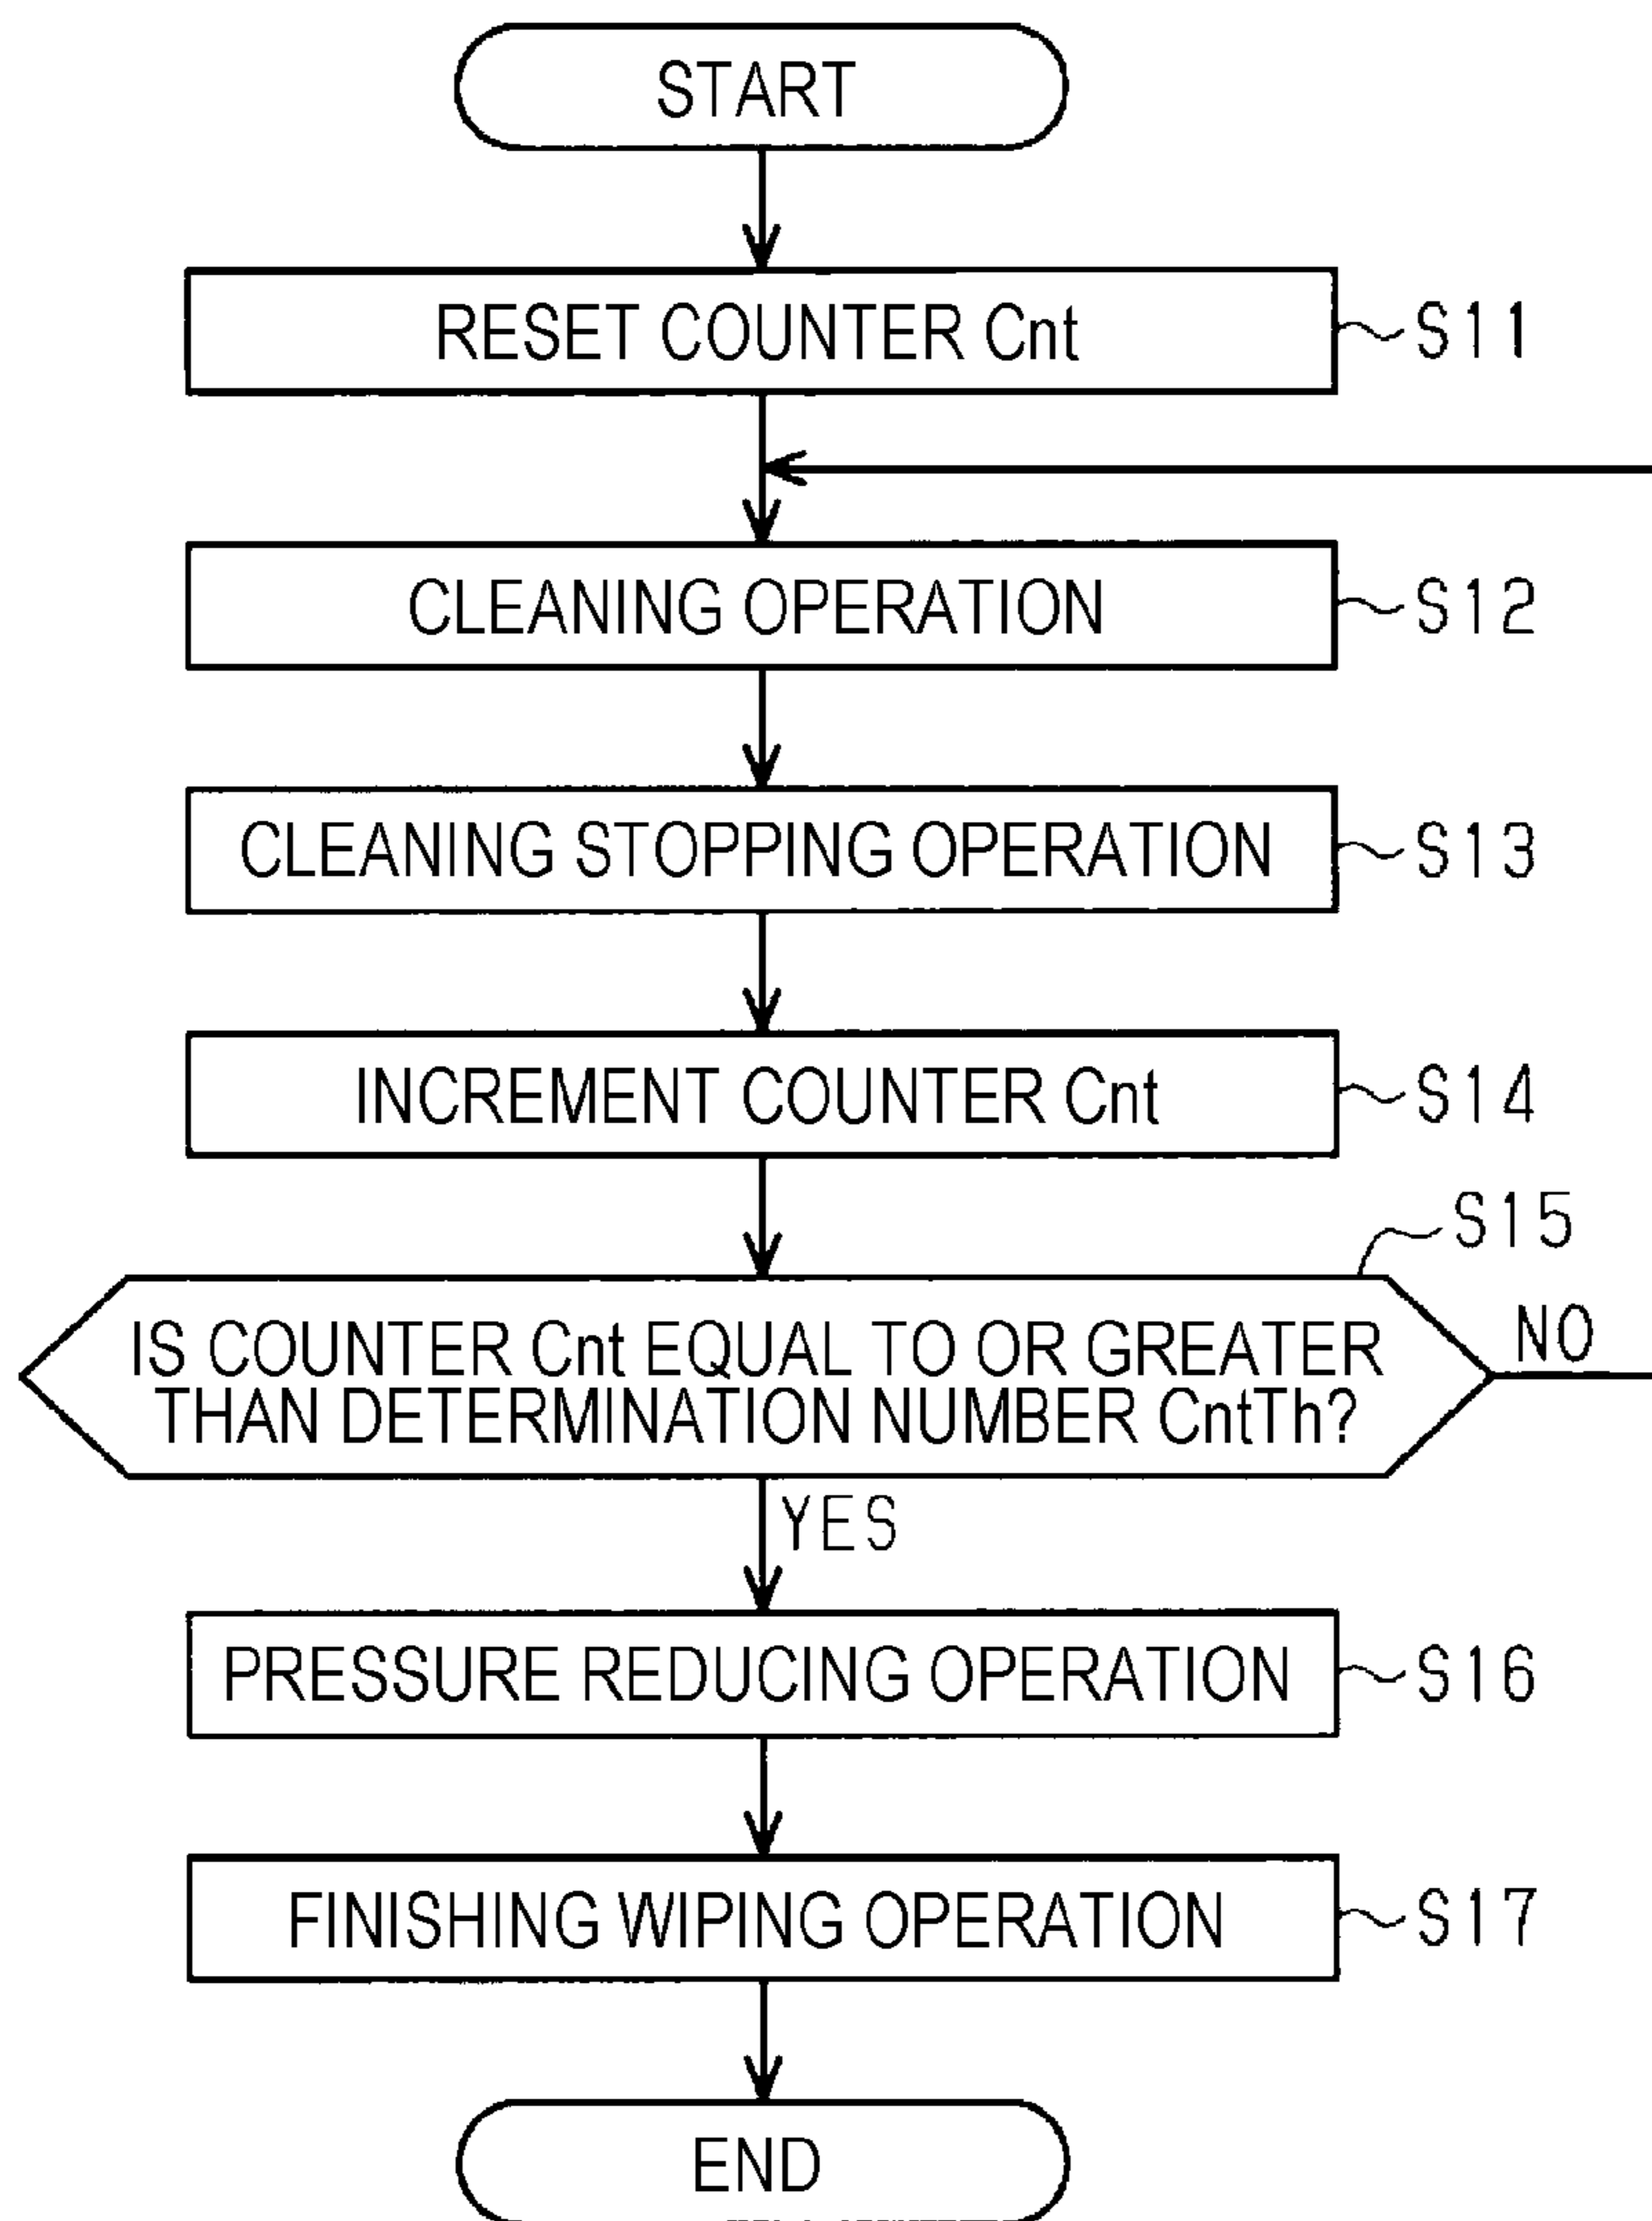 START
RESET COUNTER Cnt
S11
CLEANING OPERATION
S12
CLEANING STOPPING OPERATION
S13
INCREMENT COUNTER Cnt
S14
S15
IS COUNTER Cnt EQUAL TO OR GREATER
THAN DETERMINATION NUMBER CntTh?
NO
YES
PRESSURE REDUCING OPERATION
S16
FINISHING WIPING OPERATION
S17
END